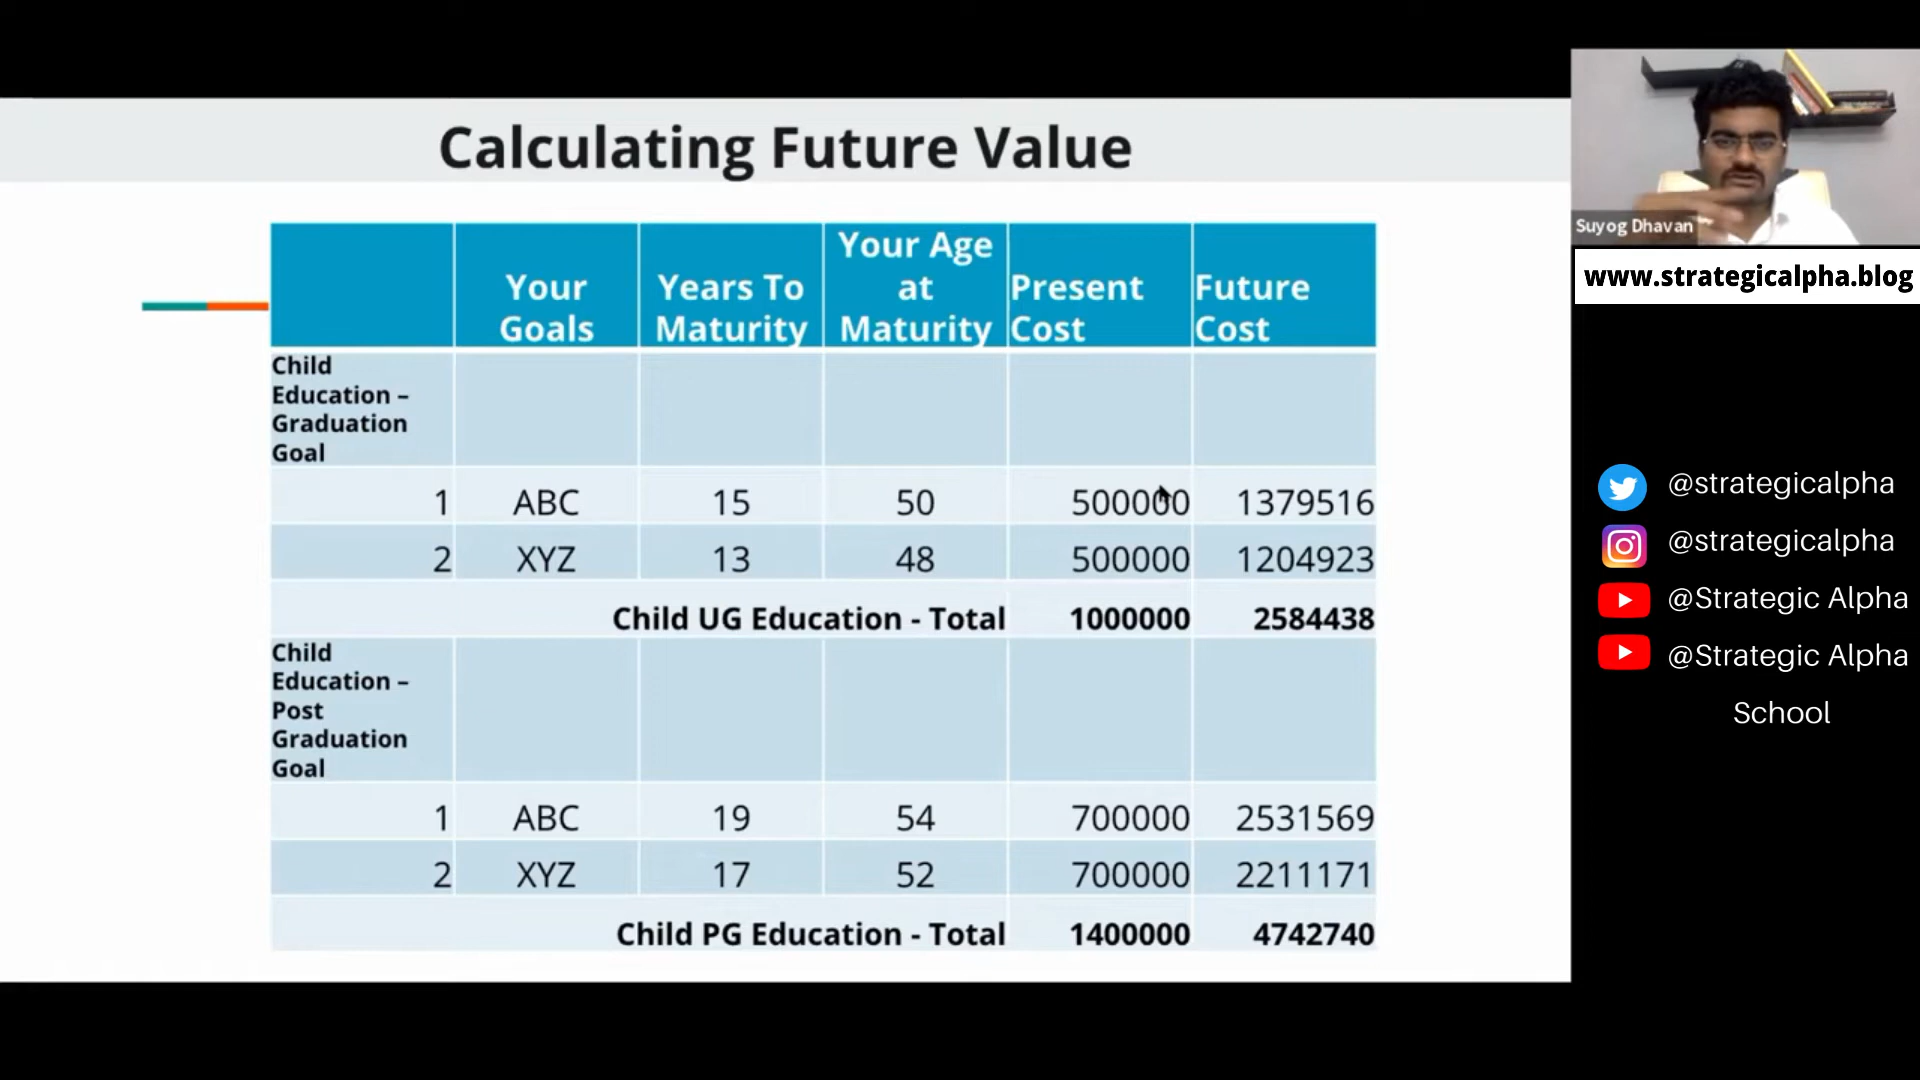 Calculating Future Value
Your Goals
Years To Maturity
Your Age at Maturity
Present Cost
Future Cost
Child Education – Graduation Goal
1 ABC 15 50 500000 1379516
2 XYZ 13 48 500000 1204923
Child UG Education - Total 1000000 2584438
Child Education – Post Graduation Goal
1 ABC 19 54 700000 2531569
2 XYZ 17 52 700000 2211171
Child PG Education - Total 1400000 4742740
Suyog Dhavan
www.strategicalpha.blog
@strategicalpha
@strategicalpha
@Strategic Alpha
@Strategic Alpha
School